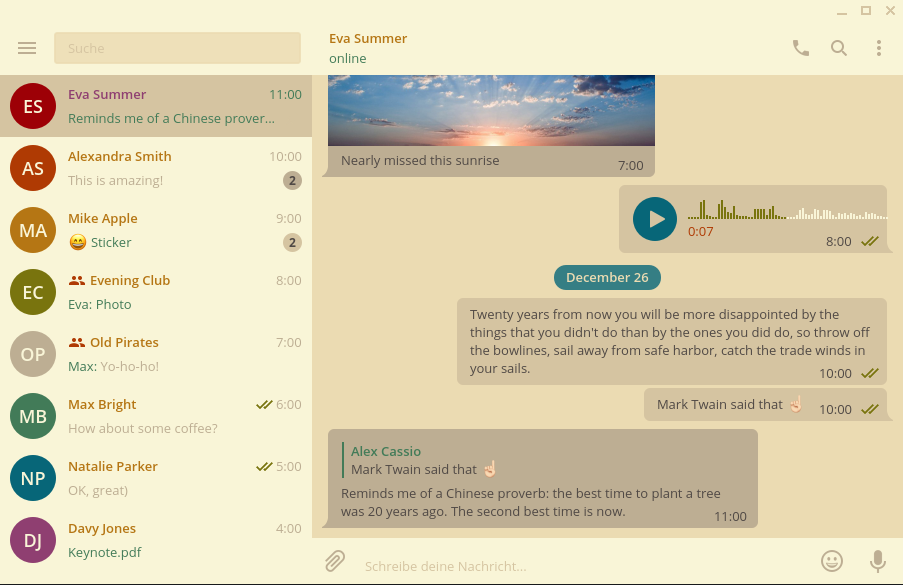 Suche
Eva Summer
online
ES
Eva Summer
11:00
Reminds me of a Chinese prover...
AS
Alexandra Smith
10:00
This is amazing!
2
MA
Mike Apple
9:00
😄 Sticker
2
EC
Evening Club
8:00
Eva: Photo
OP
Old Pirates
7:00
Max: Yo-ho-ho!
MB
Max Bright
6:00
How about some coffee?
NP
Natalie Parker
5:00
OK, great)
DJ
Davy Jones
4:00
Keynote.pdf
Nearly missed this sunrise
7:00
0:07
8:00
December 26
Twenty years from now you will be more disappointed by the
things that you didn't do than by the ones you did do, so throw off
the bowlines, sail away from safe harbor, catch the trade winds in
your sails.
10:00
Mark Twain said that ☝🏻
10:00
Alex Cassio
Mark Twain said that ☝🏻
Reminds me of a Chinese proverb: the best time to plant a tree
was 20 years ago. The second best time is now.
11:00
Schreibe deine Nachricht...